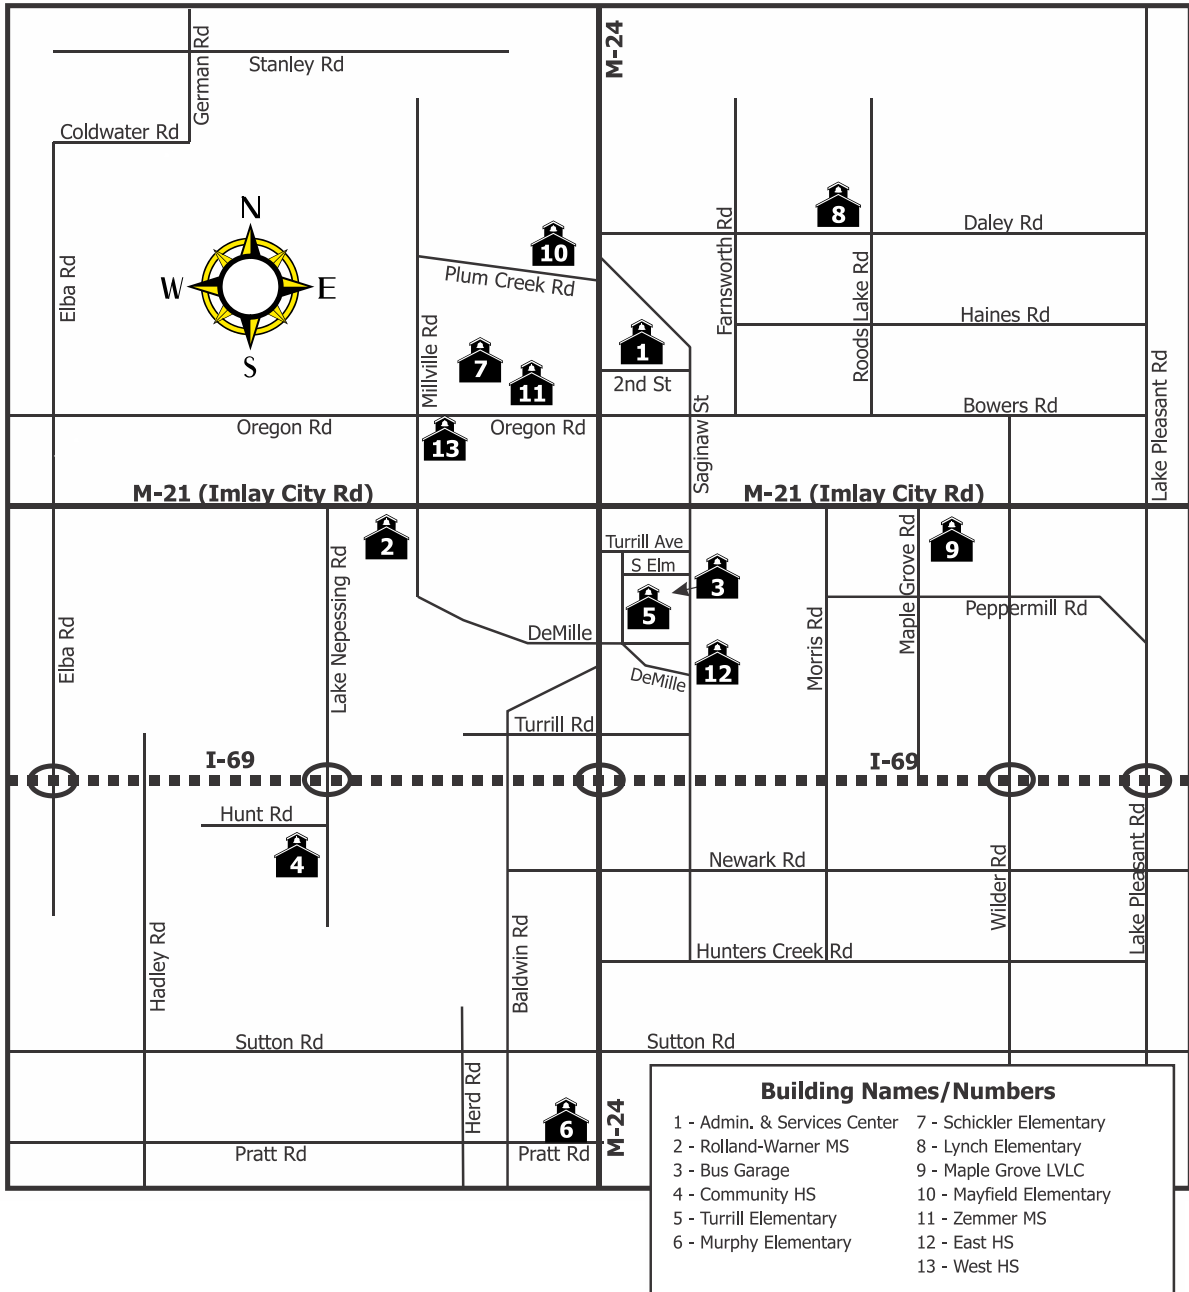 M-24
German Rd
Stanley Rd
Coldwater Rd
N
W
E
S
8
10
Daley Rd
Farnsworth Rd
Elba Rd
Plum Creek Rd
Roods Lake Rd
Haines Rd
Millville Rd
1
7
11
2nd St
Lake Pleasant Rd
Saginaw St
Bowers Rd
Oregon Rd
Oregon Rd
13
M-21 (Imlay City Rd)
M-21 (Imlay City Rd)
2
Turrill Ave
Maple Grove Rd
9
S Elm
3
Lake Nepessing Rd
5
Peppermill Rd
DeMille
Elba Rd
Morris Rd
12
DeMille
Turrill Rd
I-69
I-69
Hunt Rd
4
Newark Rd
Wilder Rd
Lake Pleasant Rd
Hadley Rd
Baldwin Rd
Hunters Creek Rd
Sutton Rd
Sutton Rd
Herd Rd
6
M-24
Pratt Rd
Pratt Rd
Building Names/Numbers
1 - Admin. & Services Center
2 - Rolland-Warner MS
3 - Bus Garage
4 - Community HS
5 - Turrill Elementary
6 - Murphy Elementary
7 - Schickler Elementary
8 - Lynch Elementary
9 - Maple Grove LVLC
10 - Mayfield Elementary
11 - Zemmer MS
12 - East HS
13 - West HS